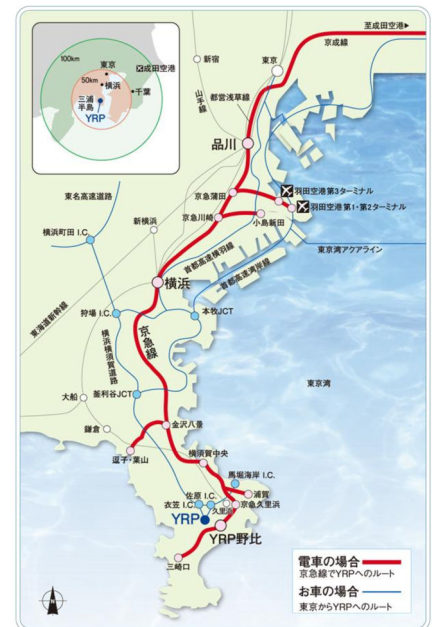 至成田空港▶
京成線
100km
東京
成田空港
50km
横浜
千葉
三浦
半島
YRP
新宿
東京
山手線
都営浅草線
品川
東名高速道路
京急蒲田
羽田空港第3ターミナル
羽田空港第1・第2ターミナル
新横浜
京急川崎
小島新田
横浜町田 I.C.
首都高速横羽線
東京湾アクアライン
首都高速湾岸線
横浜
東海道新幹線
狩場 I.C.
本牧JCT
京急線
横浜横須賀道路
東京湾
大船
釜利谷JCT
鎌倉
金沢八景
逗子・葉山
横須賀中央
馬堀海岸 I.C.
佐原 I.C.
浦賀
衣笠 I.C.
久里浜
京急久里浜
YRP
YRP野比
三崎口
電車の場合
京急線でYRPへのルート
お車の場合
東京からYRPへのルート